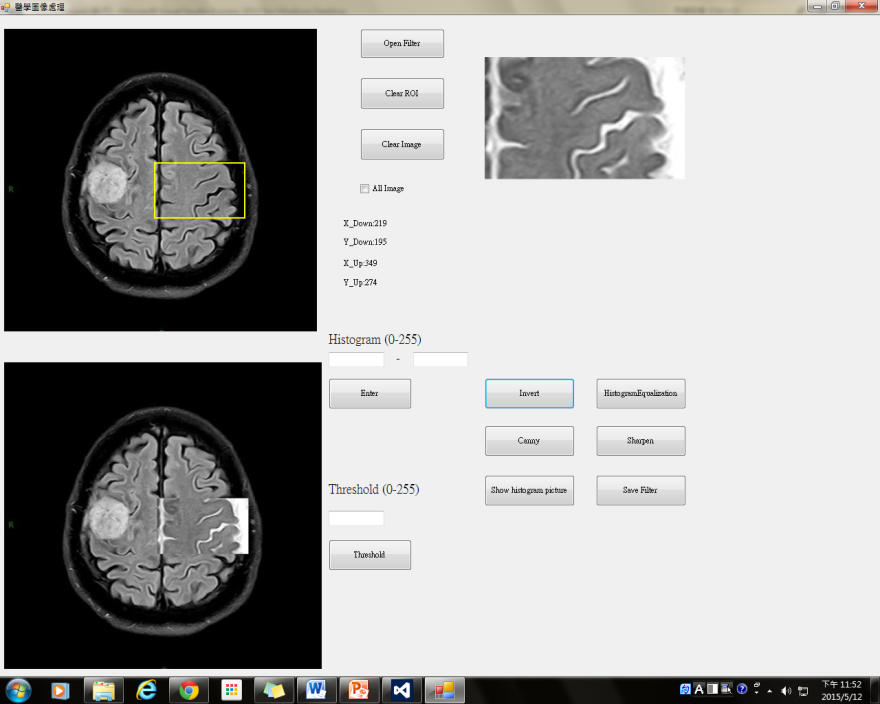 醫學圖像處理
Open Filter
Clear ROI
Clear Image
All Image
X_Down:219
Y_Down:195
X_Up:349
Y_Up:274
R
Histogram (0-255)
-
Enter
Invert
HistogramEqualization
Canny
Sharpen
Threshold (0-255)
Show histogram picture
Save Filter
R
Threshold
下午 11:52
2015/5/12